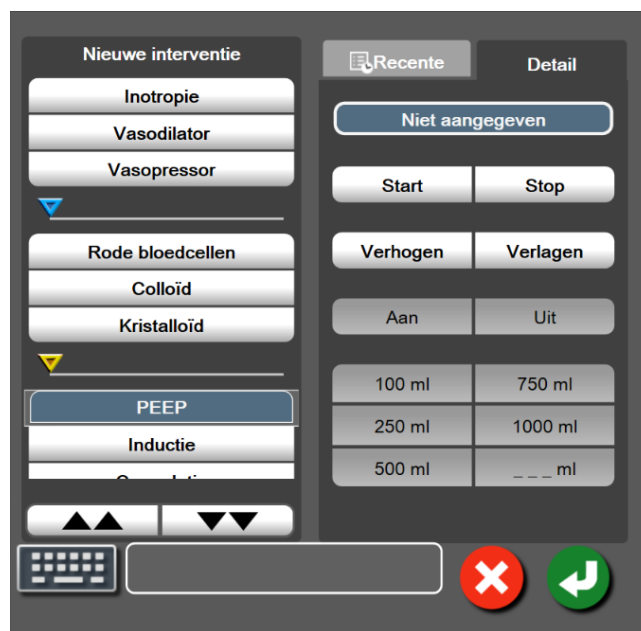 Nieuwe interventie
Inotropie
Vasodilator
Vasopressor
Rode bloedcellen
Colloïd
Kristalloïd
PEEP
Inductie
Recente
Detail
Niet aangegeven
Start
Stop
Verhogen
Verlagen
Aan
Uit
100 ml
750 ml
250 ml
1000 ml
500 ml
_ _ _ ml